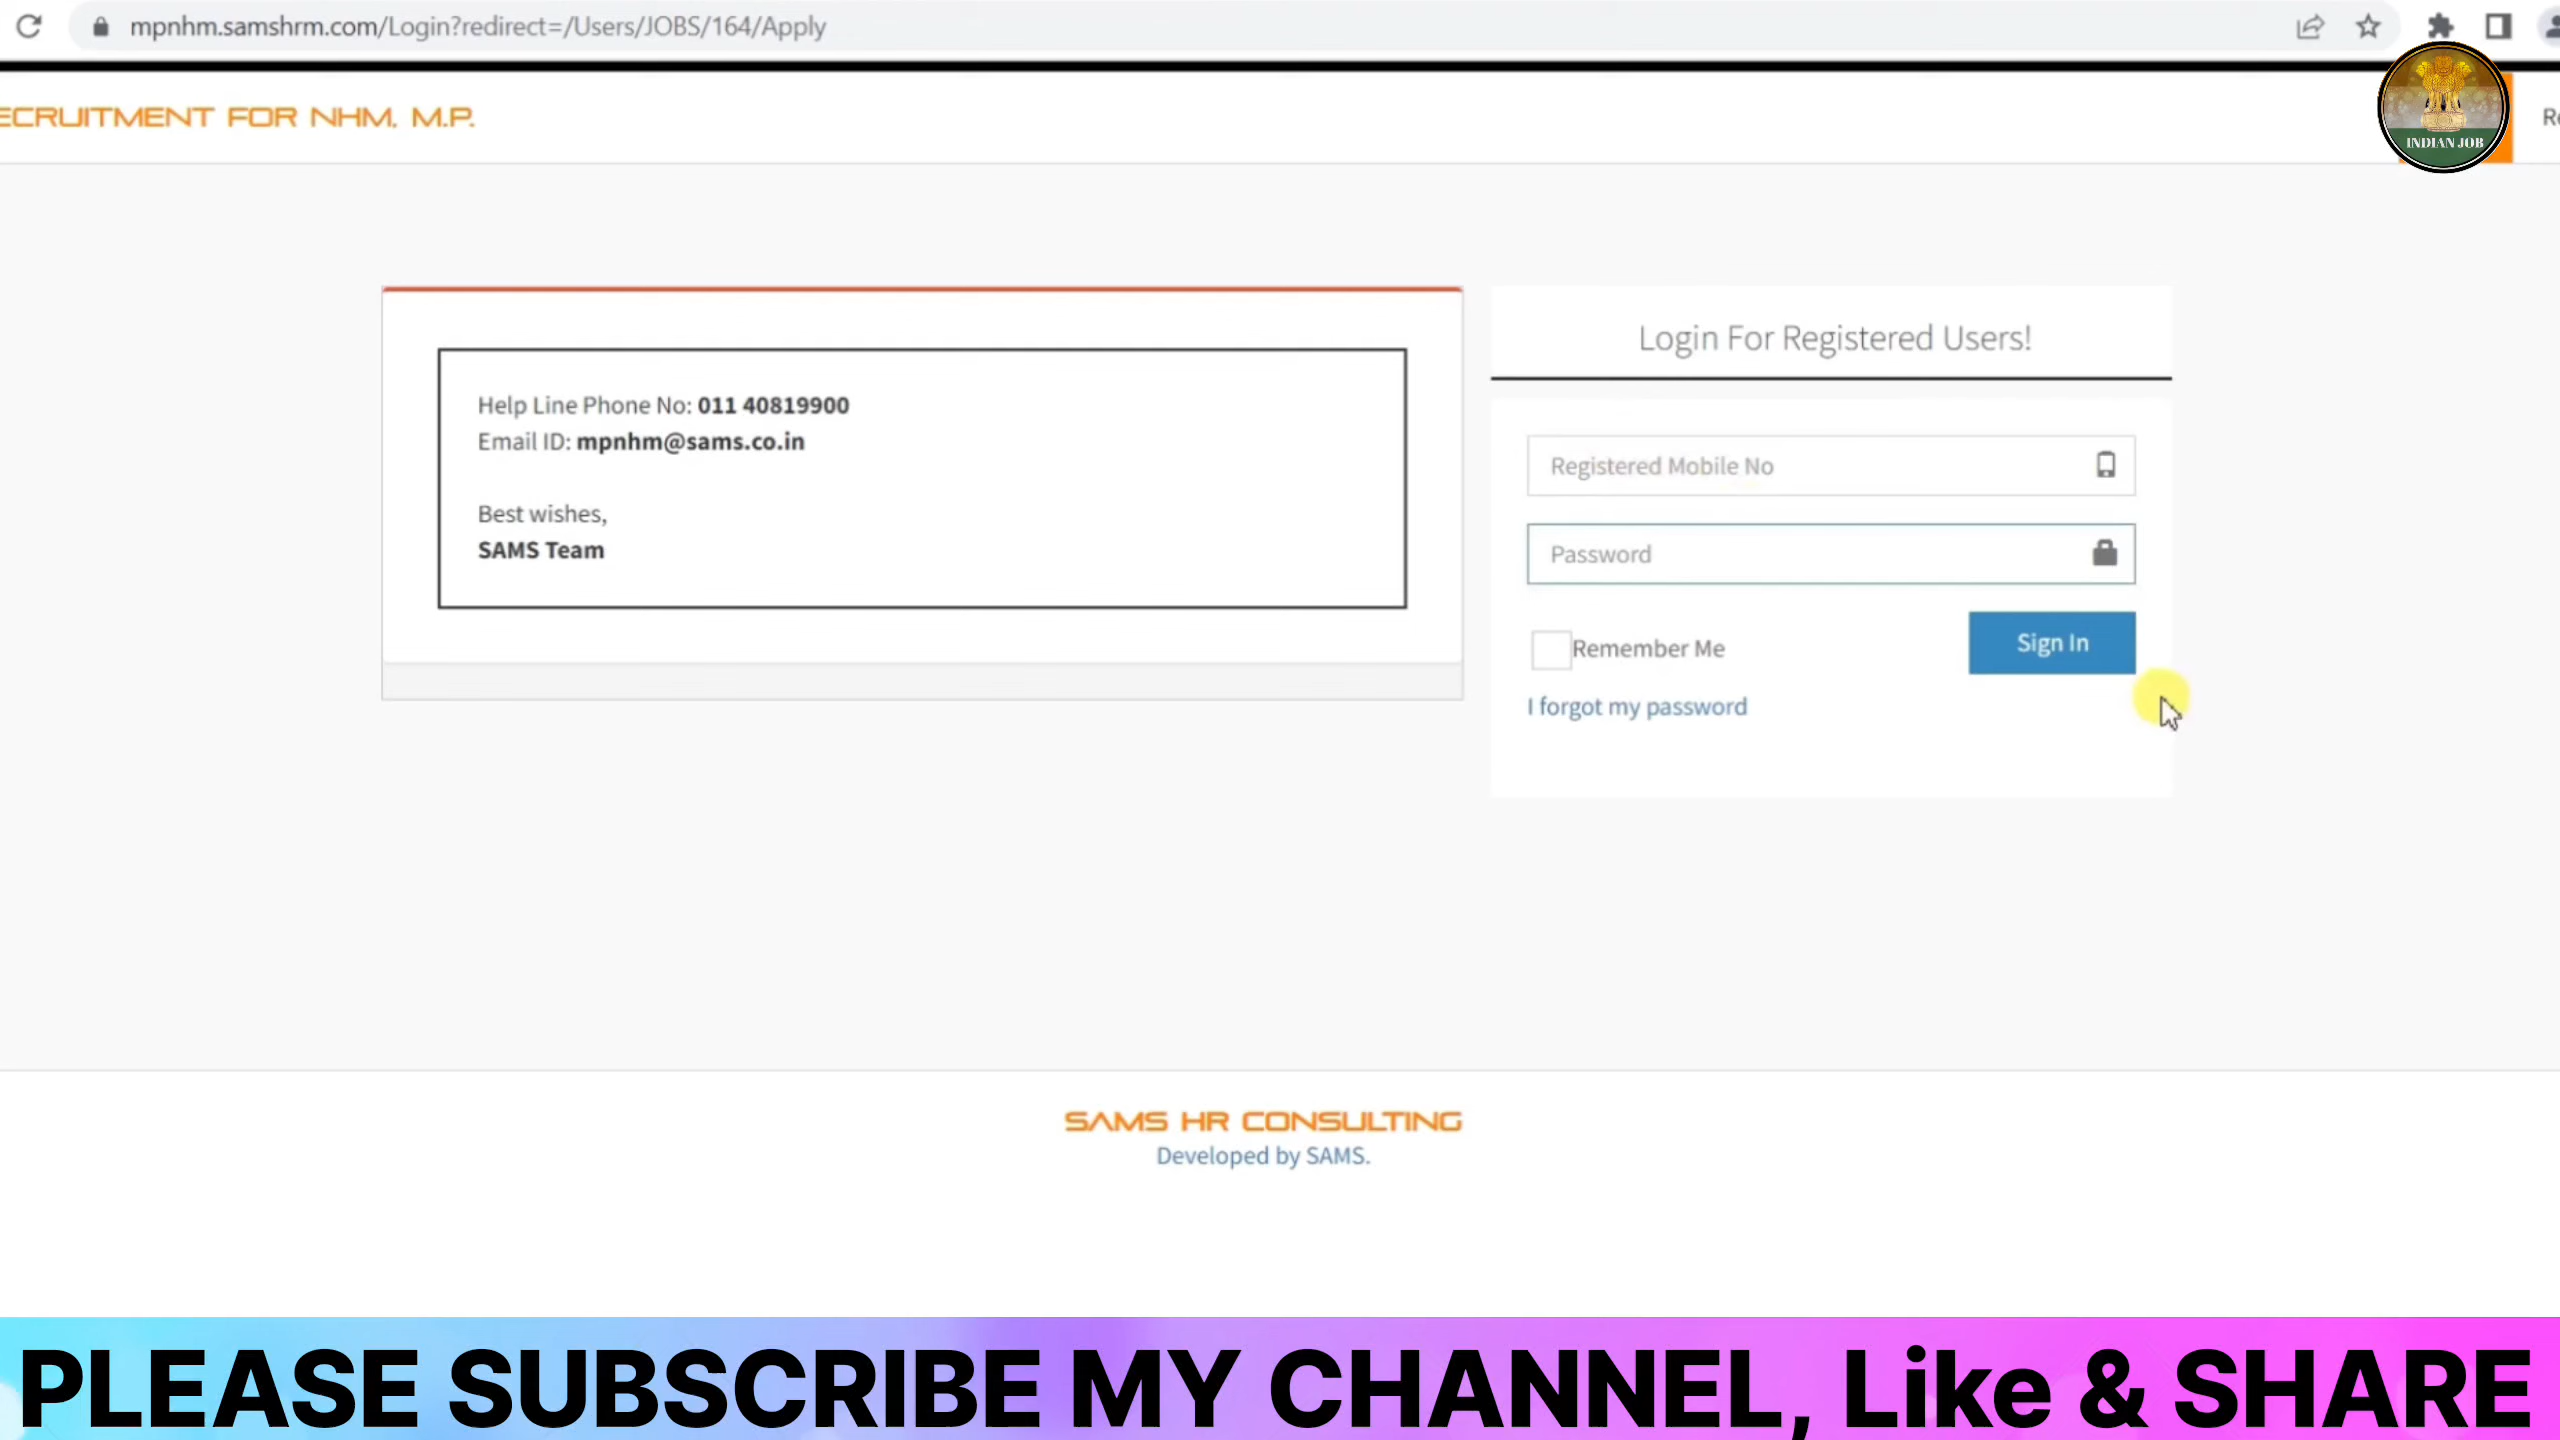 mpnhm.samshrm.com/Login?redirect=/Users/JOBS/164/Apply
ECRUITMENT FOR NHM, M.P.
INDIAN JOB
Help Line Phone No: 011 40819900
Email ID: mpnhm@sams.co.in
Best wishes,
SAMS Team
Login For Registered Users!
Registered Mobile No
Password
Remember Me
Sign In
I forgot my password
SAMS HR CONSULTING
Developed by SAMS.
PLEASE SUBSCRIBE MY CHANNEL, Like & SHARE